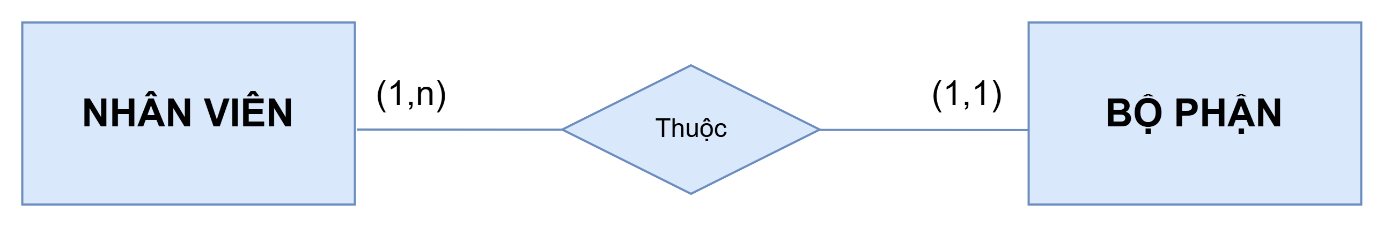 NHÂN VIÊN
(1,n)
Thuộc
(1,1)
BỘ PHẬN